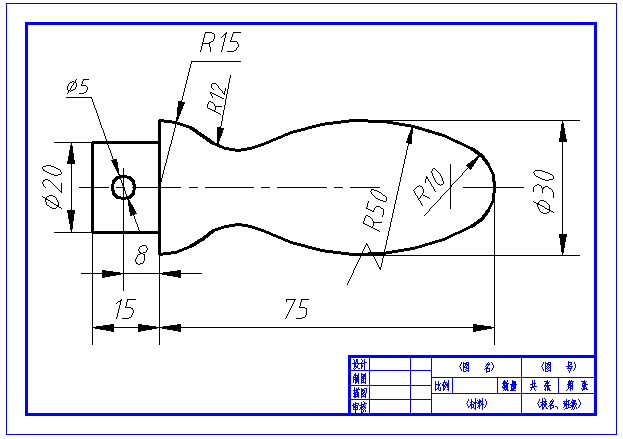 R15
R12
ϕ5
ϕ20
R50
R10
ϕ30
8
15
75
设计
制图
描图
审核
(图 名)
(图 号)
比例
数量
共 张
第 张
(材料)
(校名、班级)